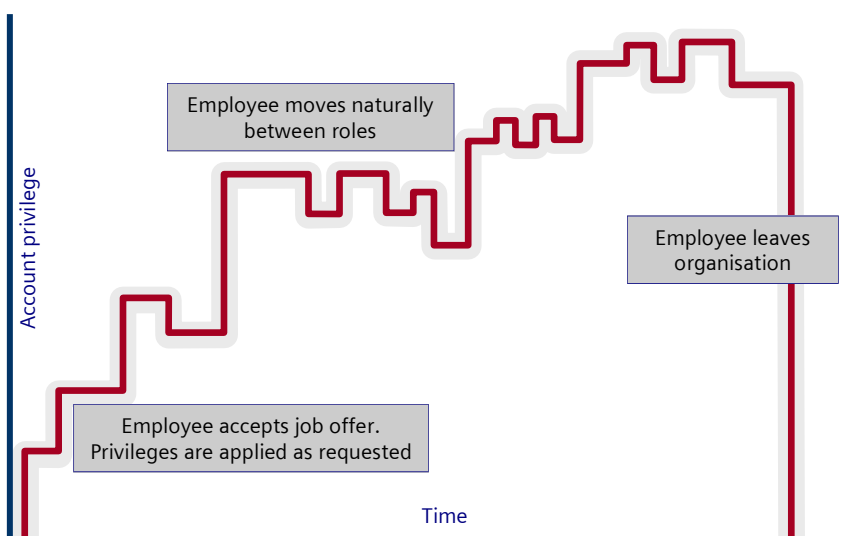 Employee moves naturally
between roles
Account privilege
Employee leaves
organisation
Employee accepts job offer.
Privileges are applied as requested
Time